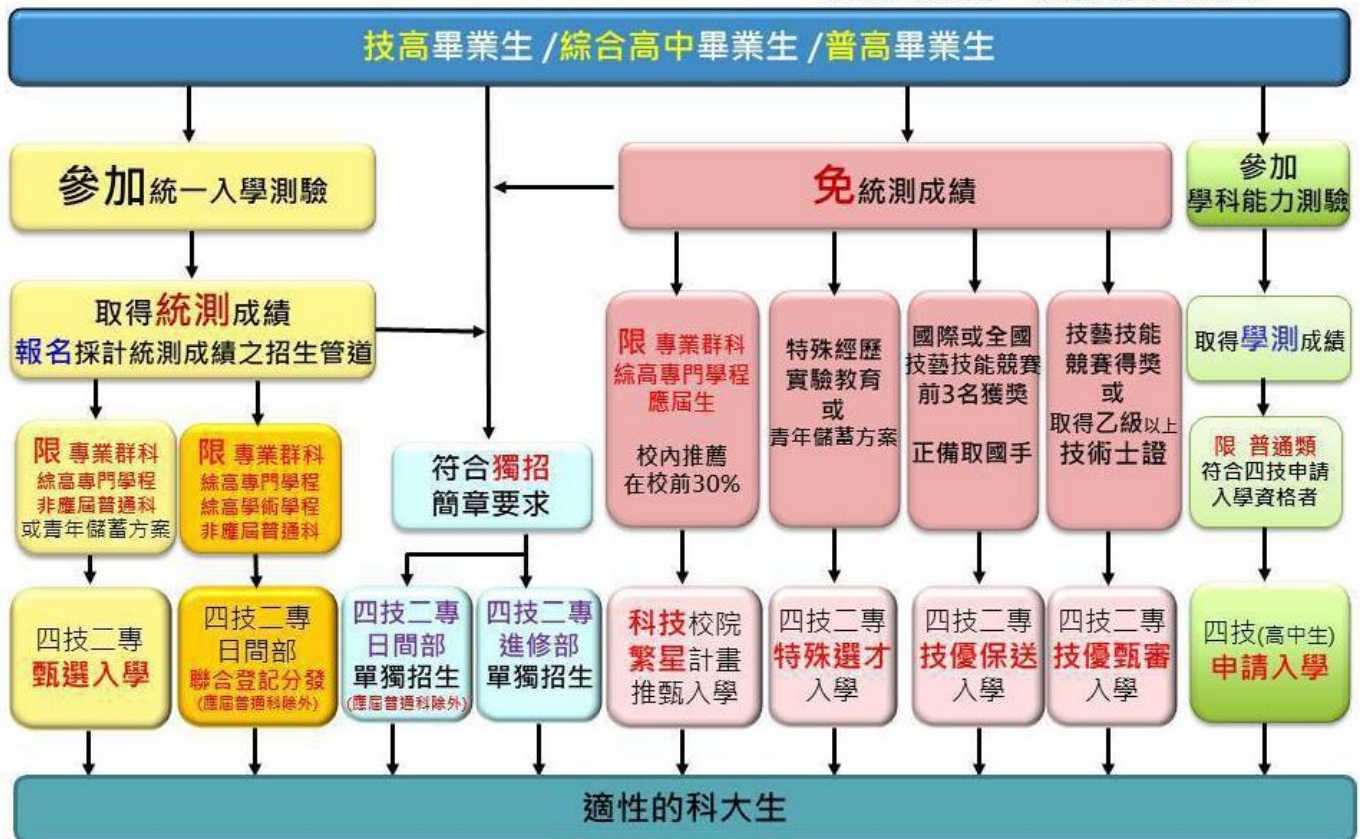 技高畢業生 /綜合高中畢業生 /普高畢業生
參加統一入學測驗
免統測成績
參加
學科能力測驗
取得統測成績
報名採計統測成績之招生管道
限 專業群科
綜高專門學程
應屆生
校內推薦
在校前30%
特殊經歷
實驗教育
或
青年儲蓄方案
國際或全國
技藝技能競賽
前3名獲獎
正備取國手
技藝技能
競賽得獎
或
取得乙級以上
技術士證
取得學測成績
限 專業群科
綜高專門學程
非應屆普通科
或青年儲蓄方案
限 專業群科
綜高專門學程
綜高學術學程
非應屆普通科
符合獨招
簡章要求
限 普通類
符合四技申請
入學資格者
四技二專
甄選入學
四技二專
日間部
聯合登記分發
(應屆普通科除外)
四技二專
日間部
單獨招生
(應屆普通科除外)
四技二專
進修部
單獨招生
科技校院
繁星計畫
推甄入學
四技二專
特殊選才
入學
四技二專
技優保送
入學
四技二專
技優甄審
入學
四技(高中生)
申請入學
適性的科大生